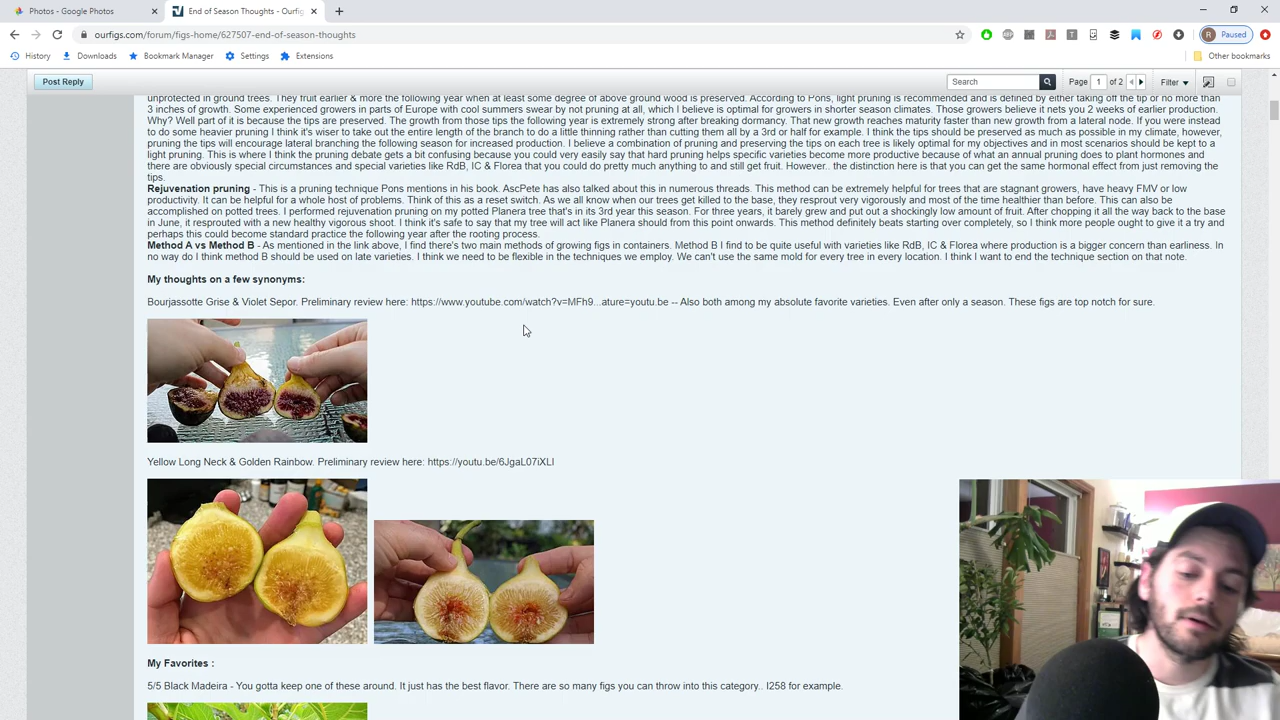 Photos - Google Photos
End of Season Thoughts - Ourfigs
ourfigs.com/forum/figs-home/627507-end-of-season-thoughts
R Paused
History Downloads Bookmark Manager Settings Extensions Other bookmarks
Post Reply Search Page 1 of 2 Filter
unprotected in ground trees. They fruit earlier &more the following year when at least some degree of above ground wood is preserved. According to Pons, light pruning is recommended and is defined by either taking off the tip or no more than
3 inches of growth. Some experienced growers in parts of Europe with cool summers swear by not pruning at all, which I believe is optimal for growers in shorter season climates. Those growers believe it nets you 2 weeks of earlier production.
Why? Well part of it is because the tips are preserved. The growth from those tips the following year is extremely strong after breaking dormancy. That new growth reaches maturity faster than new growth from a lateral node. If you were instead
to do some heavier pruning I think it's wiser to take out the entire length of the branch to do a little thinning rather than cutting them all by a 3rd or half for example. I think the tips should be preserved as much as possible in my climate, however,
pruning the tips will encourage lateral branching the following season for increased production. I believe a combination of pruning and preserving the tips on each tree is likely optimal for my objectives and in most scenarios should be kept to a
light pruning. This is where I think the pruning debate gets a bit confusing because you could very easily say that hard pruning helps specific varieties become more productive because of what an annual pruning does to plant hormones and
there are obviously special circumstances and special varieties like RdB, IC & Florea that you could do pretty much anything to and still get fruit. However.. the distinction here is that you can get the same hormonal effect from just removing the
tips.
Rejuvenation pruning - This is a pruning technique Pons mentions in his book. AscPete has also talked about this in numerous threads. This method can be extremely helpful for trees that are stagnant growers, have heavy FMV or low
productivity. It can be helpful for a whole host of problems. Think of this as a reset switch. As we all know when our trees get killed to the base, they resprout very vigorously and most of the time healthier than before. This can also be
accomplished on potted trees. I performed rejuvenation pruning on my potted Planera tree that's in its 3rd year this season. For three years, it barely grew and put out a shockingly low amount of fruit. After chopping it all the way back to the base
in June, it resprouted with a new healthy vigorous shoot. I think it's safe to say that my tree will act like Planera should from this point onwards. This method definitely beats starting over completely, so I think more people ought to give it a try and
perhaps this could become standard practice the following year after the rooting process.
Method A vs Method B - As mentioned in the link above, I find there's two main methods of growing figs in containers. Method B I find to be quite useful with varieties like RdB, IC & Florea where production is a bigger concern than earliness. In
no way do I think method B should be used on late varieties. I think we need to be flexible in the techniques we employ. We can't use the same mold for every tree in every location. I think I want to end the technique section on that note.
My thoughts on a few synonyms:
Bourjassotte Grise & Violet Sepor. Preliminary review here: https://www.youtube.com/watch?v=MFh9...ature=youtu.be -- Also both among my absolute favorite varieties. Even after only a season. These figs are top notch for sure.
Yellow Long Neck & Golden Rainbow. Preliminary review here: https://youtu.be/6JgaL07iXLI
My Favorites :
5/5 Black Madeira - You gotta keep one of these around. It just has the best flavor. There are so many figs you can throw into this category.. I258 for example.